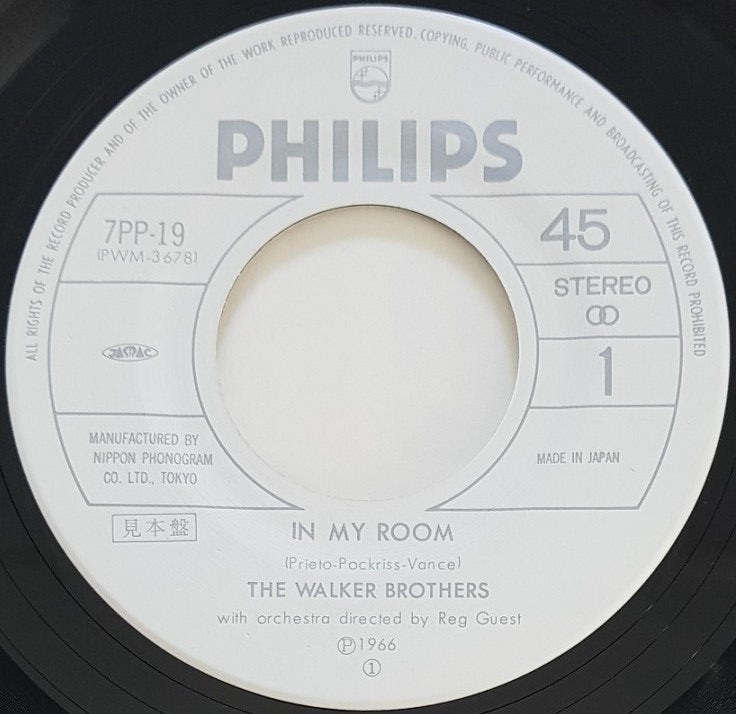 ALL RIGHTS OF THE RECORD PRODUCER AND OF THE OWNER OF THE WORK REPRODUCED RESERVED. COPYING, PUBLIC PERFORMANCE AND BROADCASTING OF THIS RECORD PROHIBITED
PHILIPS
PHILIPS
7PP-19
(PWM-3678)
45
STEREO
JASRAC
1
MANUFACTURED BY
NIPPON PHONOGRAM
CO. LTD., TOKYO
MADE IN JAPAN
見本盤
IN MY ROOM
(Prieto-Pockriss-Vance)
THE WALKER BROTHERS
with orchestra directed by Reg Guest
Ⓟ1966
①